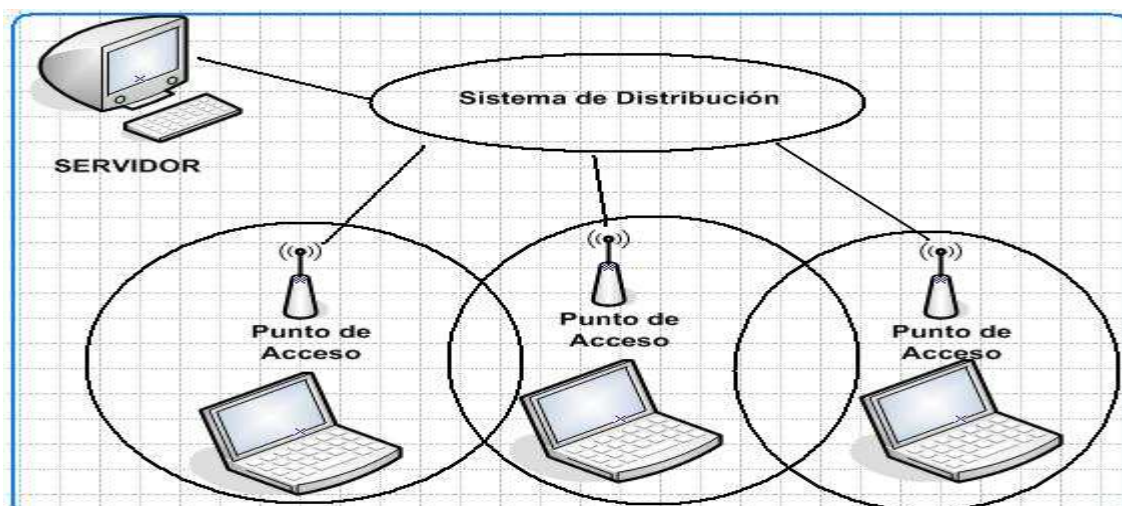 Sistema de Distribución
SERVIDOR
Punto de
Acceso
Punto de
Acceso
Punto de
Acceso